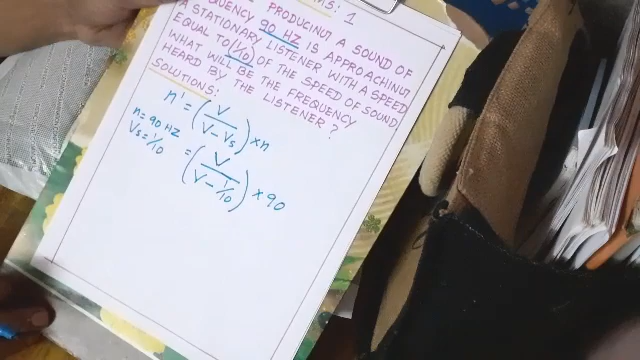 : 1
PRODUCING A SOUND OF
FREQUENCY 90 HZ IS APPROACHING
A STATIONARY LISTENER WITH A SPEED
EQUAL TO (1/10) OF THE SPEED OF SOUND
WHAT WILL BE THE FREQUENCY
HEARD BY THE LISTENER ?
SOLUTIONS:
n' = (V / V - Vs) × n
n = 90 HZ
Vs = 1/10
= (V / V - 1/10) × 90